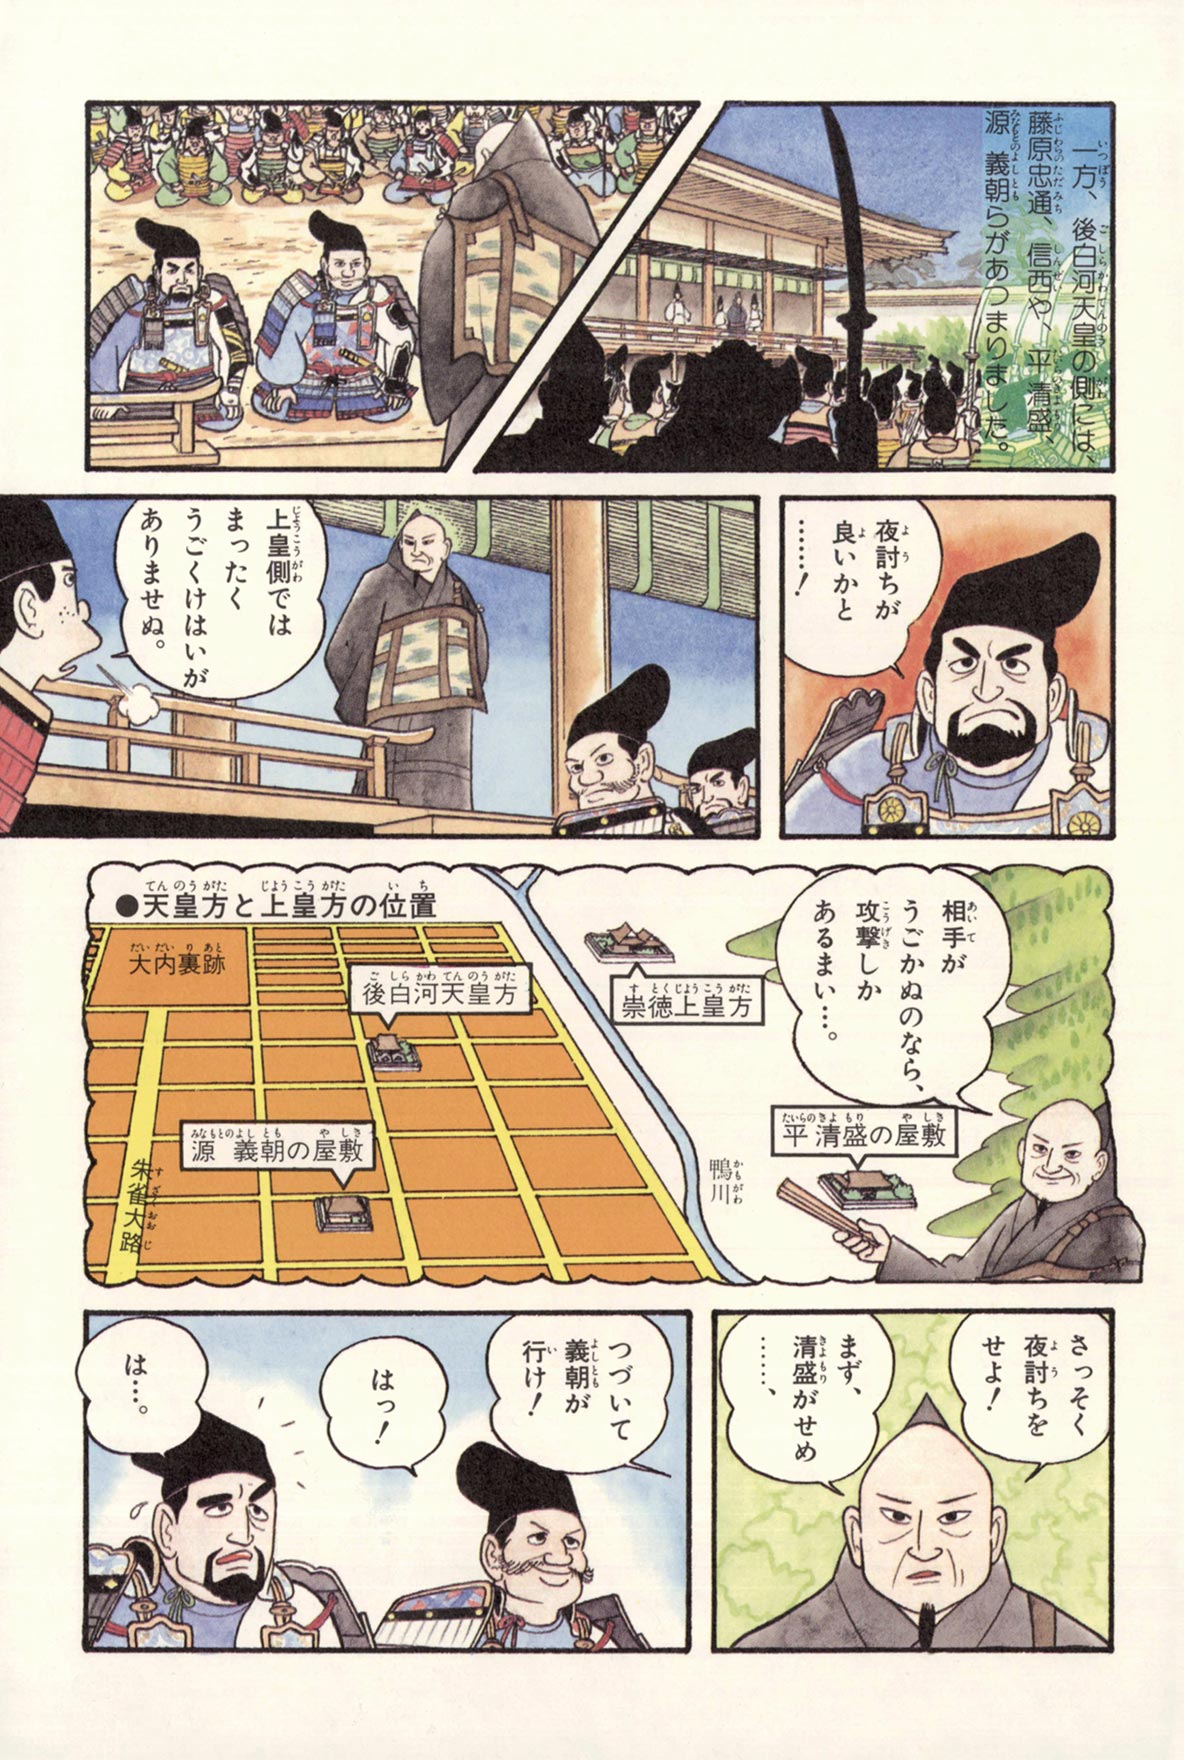 一方、後白河天皇の側には、
藤原忠通、信西や、平清盛、
源義朝らがあつまりました。
夜討ちが
良いかと
……！
上皇側では
まったく
うごくけはいが
ありませぬ。
●天皇方と上皇方の位置
相手が
うごかぬのなら、
攻撃しか
あるまい…。
大内裏跡
後白河天皇方
崇徳上皇方
源義朝の屋敷
平清盛の屋敷
朱雀大路
鴨川
さっそく
夜討ちを
せよ！
まず、
清盛がせめ
……、
つづいて
義朝が
行け！
はっ！
は…。